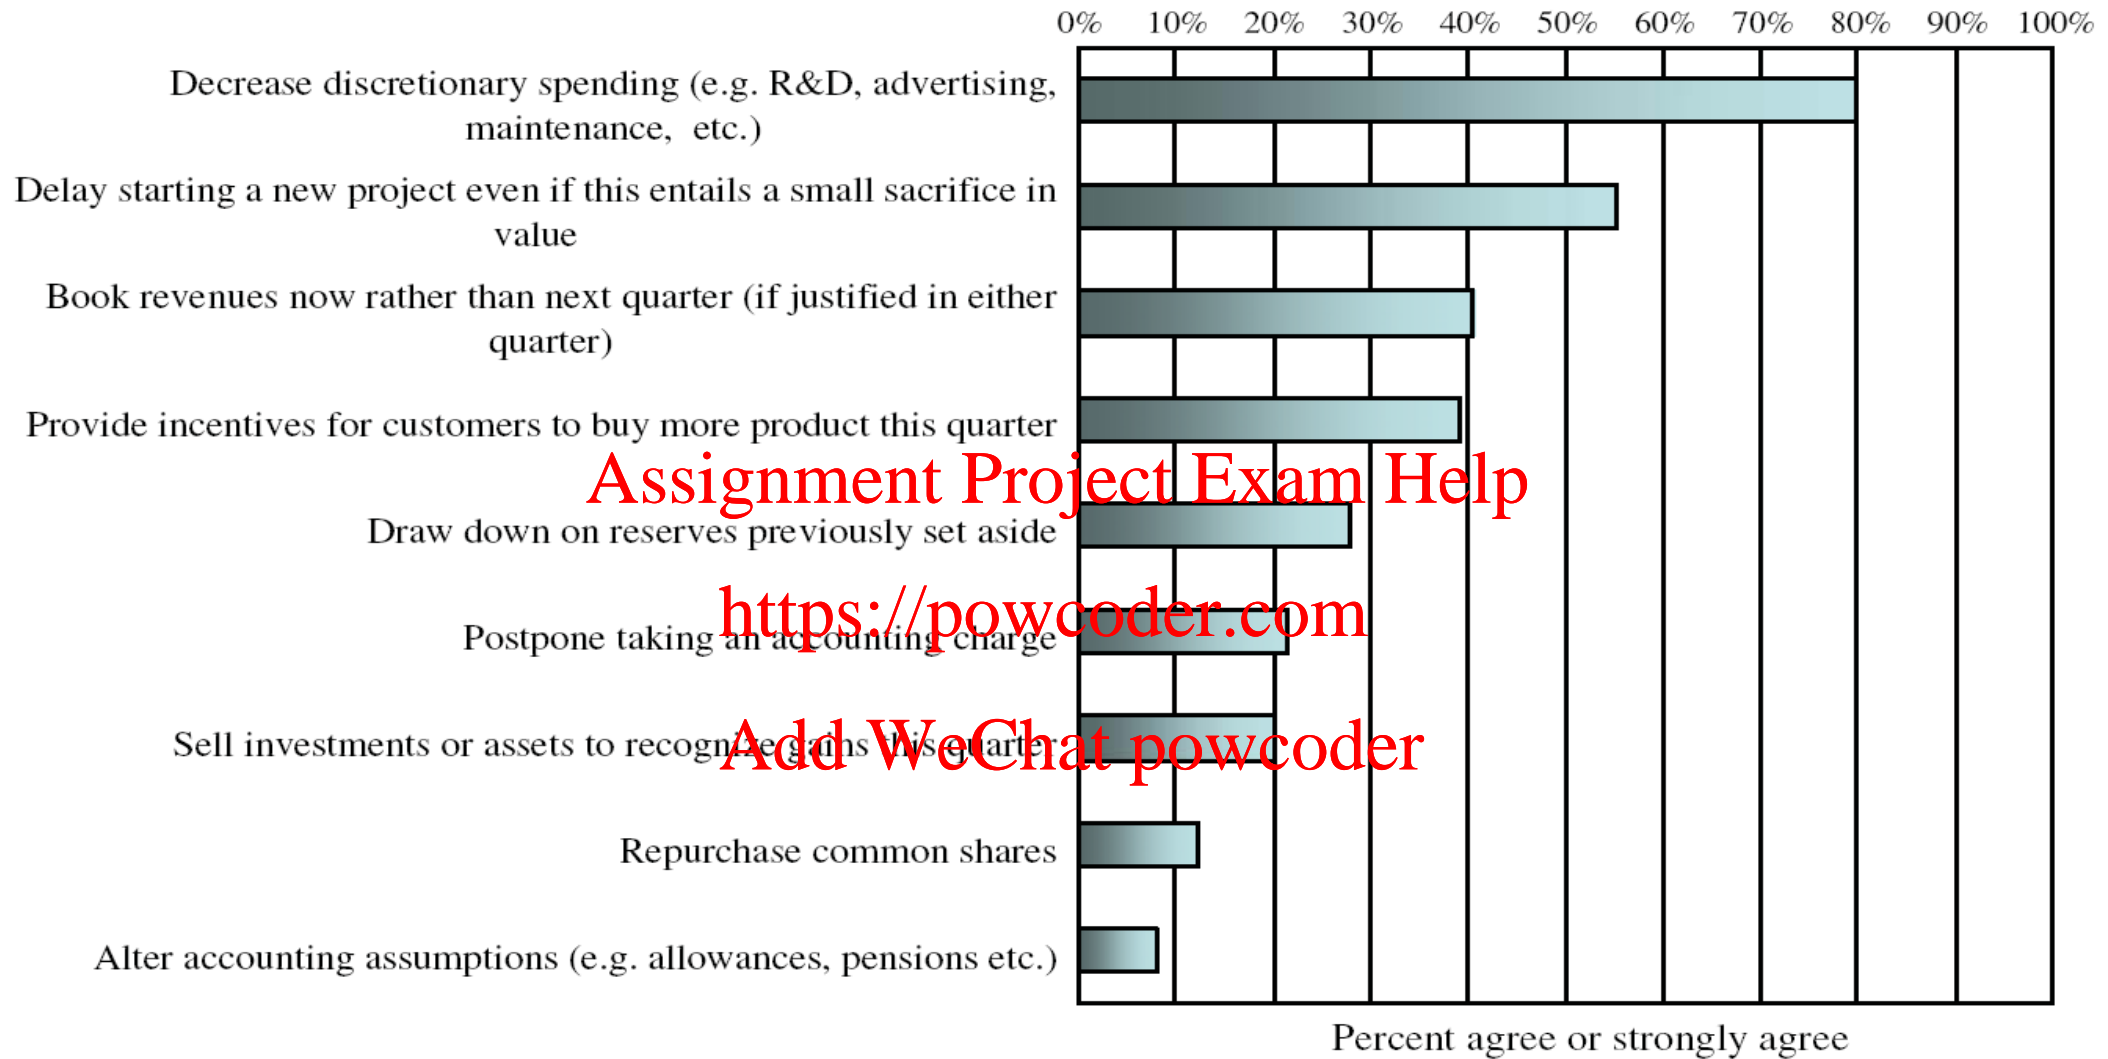 0% 10% 20% 30% 40% 50% 60% 70% 80% 90% 100%
Decrease discretionary spending (e.g. R&D, advertising,
maintenance, etc.)
Delay starting a new project even if this entails a small sacrifice in
value
Book revenues now rather than next quarter (if justified in either
quarter)
Provide incentives for customers to buy more product this quarter
Assignment Project Exam Help
Draw down on reserves previously set aside
https://powcoder.com
Postpone taking an accounting charge
Sell investments or assets to recognize gains this quarter
Add WeChat powcoder
Repurchase common shares
Alter accounting assumptions (e.g. allowances, pensions etc.)
Percent agree or strongly agree